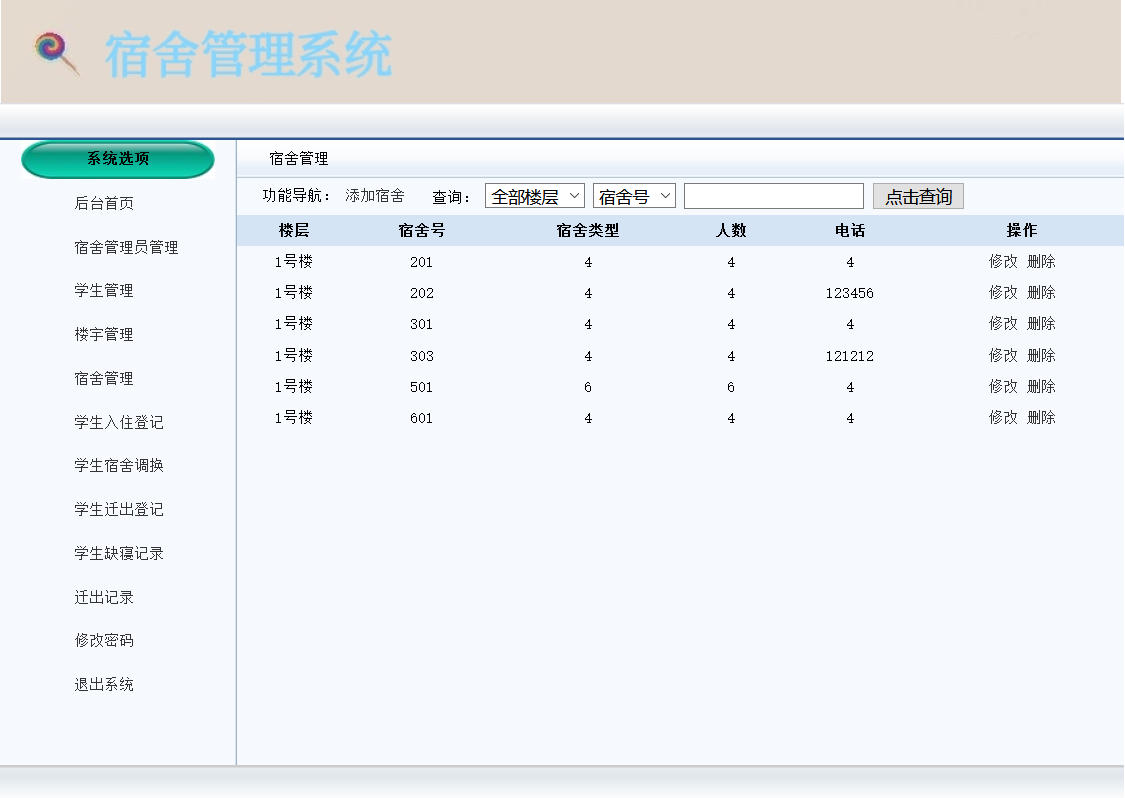 宿舍管理系统
系统选项
后台首页
宿舍管理员管理
学生管理
楼宇管理
宿舍管理
学生入住登记
学生宿舍调换
学生迁出登记
学生缺寝记录
迁出记录
修改密码
退出系统
宿舍管理
功能导航： 添加宿舍 查询： 全部楼层 宿舍号 点击查询
楼层 宿舍号 宿舍类型 人数 电话 操作
1号楼 201 4 4 4 修改 删除
1号楼 202 4 4 123456 修改 删除
1号楼 301 4 4 4 修改 删除
1号楼 303 4 4 121212 修改 删除
1号楼 501 6 6 4 修改 删除
1号楼 601 4 4 4 修改 删除